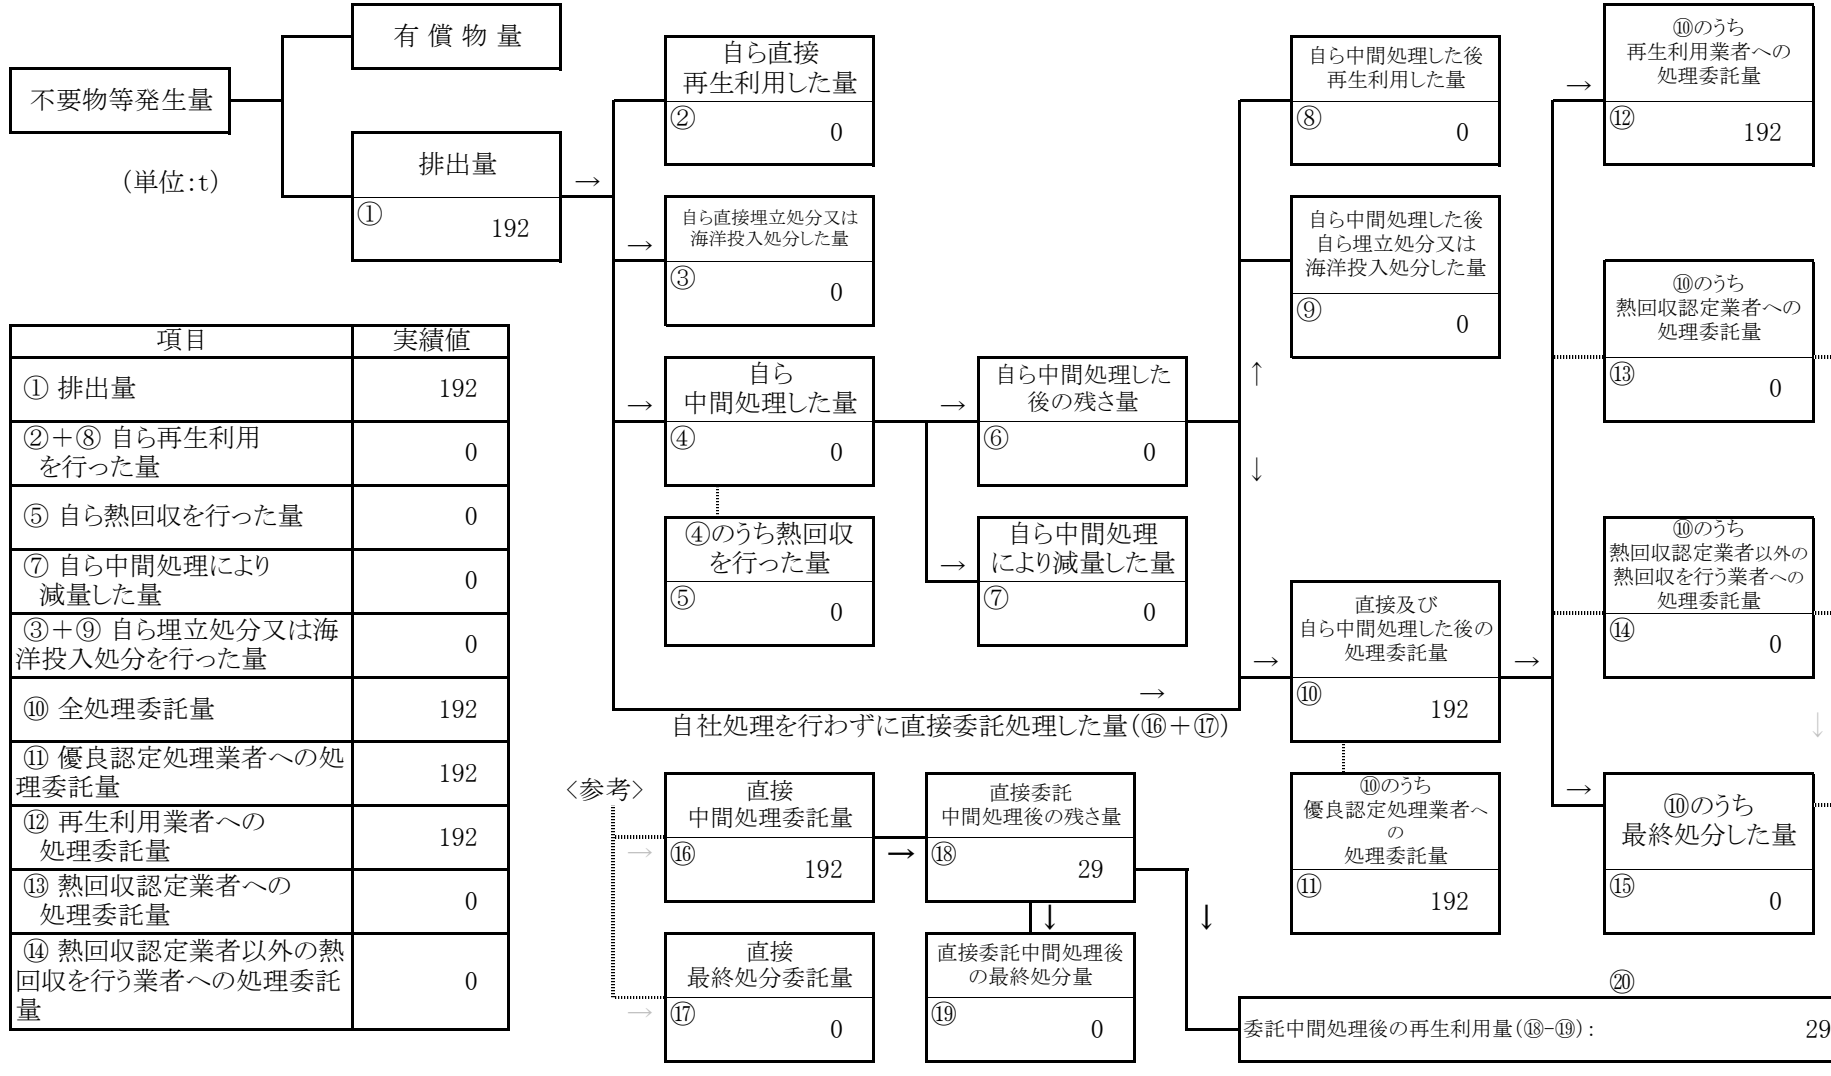 不要物等発生量
有 償 物 量
(単位:t)
排出量
①
192
→
自ら直接
再生利用した量
②
0
→
自ら直接埋立処分又は
海洋投入処分した量
③
0
→
自ら
中間処理した量
④
0
④のうち熱回収
を行った量
⑤
0
→
自ら中間処理した
後の残さ量
⑥
0
→
自ら中間処理
により減量した量
⑦
0
↑
↓
自ら中間処理した後
再生利用した量
⑧
0
自ら中間処理した後
自ら埋立処分又は
海洋投入処分した量
⑨
0
→
自社処理を行わずに直接委託処理した量(⑯+⑰)
→
直接及び
自ら中間処理した後の
処理委託量
⑩
192
⑩のうち
優良認定処理業者へ
の
処理委託量
⑪
192
→
→
⑩のうち
再生利用業者への
処理委託量
⑫
192
⑩のうち
熱回収認定業者への
処理委託量
⑬
0
⑩のうち
熱回収認定業者以外の
熱回収を行う業者への
処理委託量
⑭
0
↓
→
⑩のうち
最終処分した量
⑮
0
項目 実績値
① 排出量 192
②+⑧ 自ら再生利用
を行った量 0
⑤ 自ら熱回収を行った量 0
⑦ 自ら中間処理により
減量した量 0
③+⑨ 自ら埋立処分又は海
洋投入処分を行った量 0
⑩ 全処理委託量 192
⑪ 優良認定処理業者への処
理委託量 192
⑫ 再生利用業者への
処理委託量 192
⑬ 熱回収認定業者への
処理委託量 0
⑭ 熱回収認定業者以外の熱
回収を行う業者への処理委託
量 0
<参考>
→
直接
中間処理委託量
⑯
192
→
直接委託
中間処理後の残さ量
⑱
29
↓
↓
→
直接
最終処分委託量
⑰
0
直接委託中間処理後
の最終処分量
⑲
0
⑳
委託中間処理後の再生利用量(⑱-⑲): 29